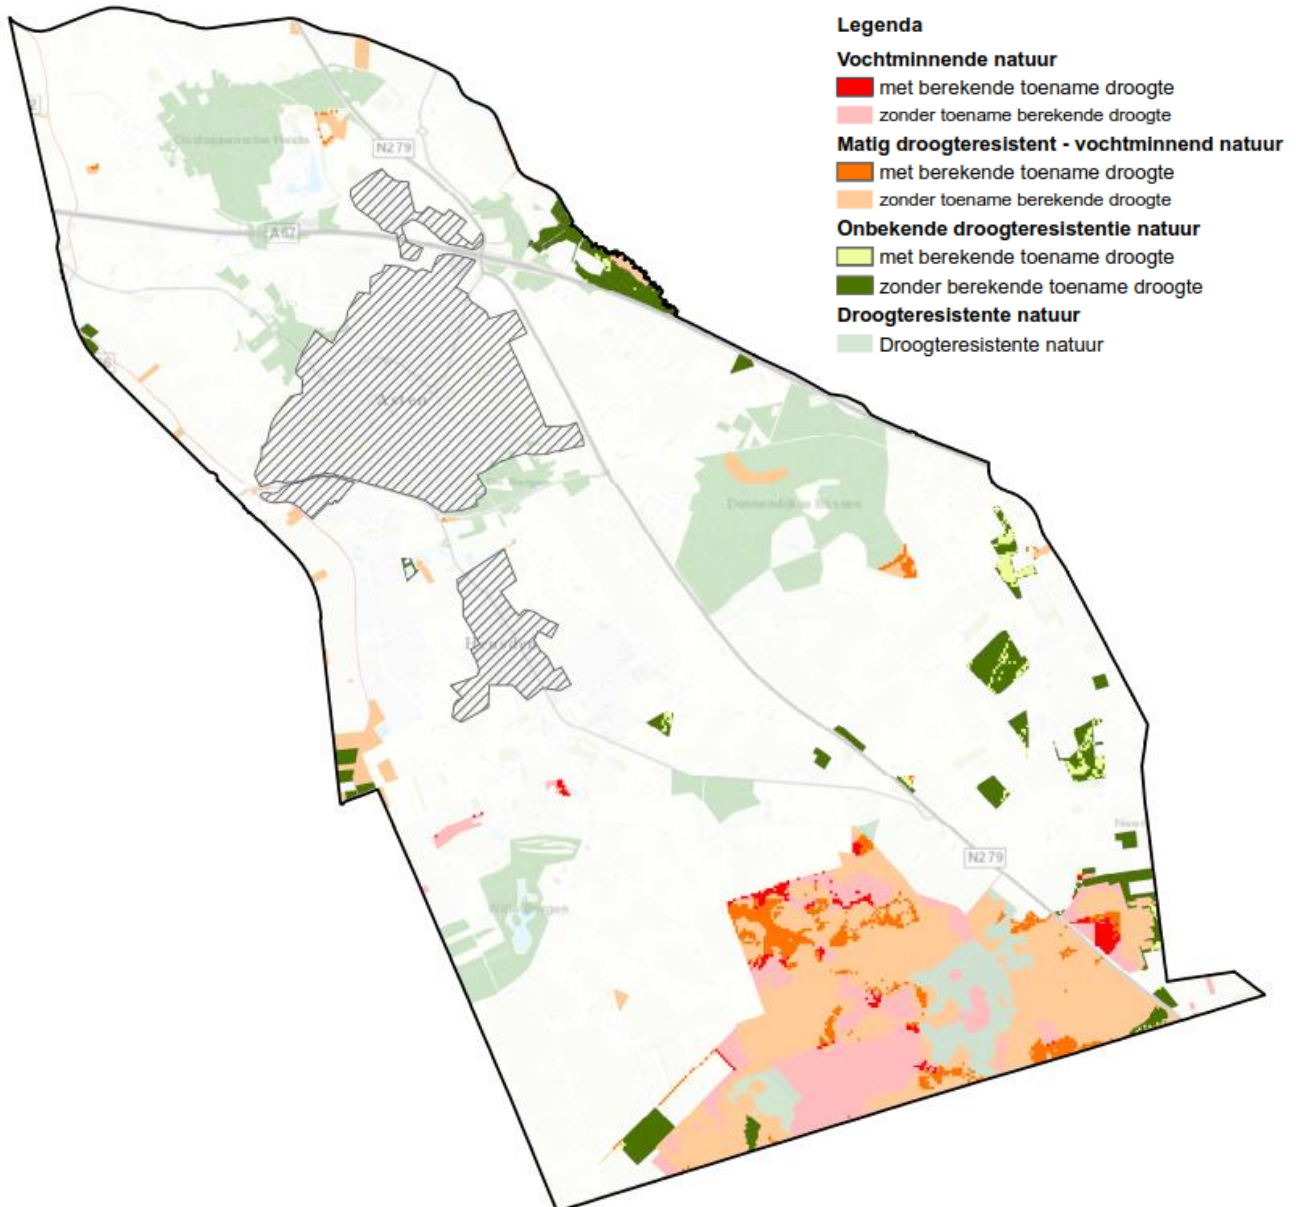 Legenda
Vochtminnende natuur
met berekende toename droogte
zonder toename berekende droogte
Matig droogteresistent - vochtminnend natuur
met berekende toename droogte
zonder toename berekende droogte
Onbekende droogteresistentie natuur
met berekende toename droogte
zonder berekende toename droogte
Droogteresistente natuur
Droogteresistente natuur
N279
A67
Asten
N279